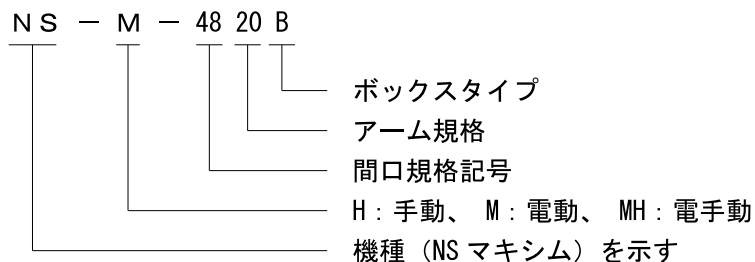 NS － M － 48 20 B
ボックスタイプ
アーム規格
間口規格記号
H：手動、 M：電動、 MH：電手動
機種（NS マキシム）を示す